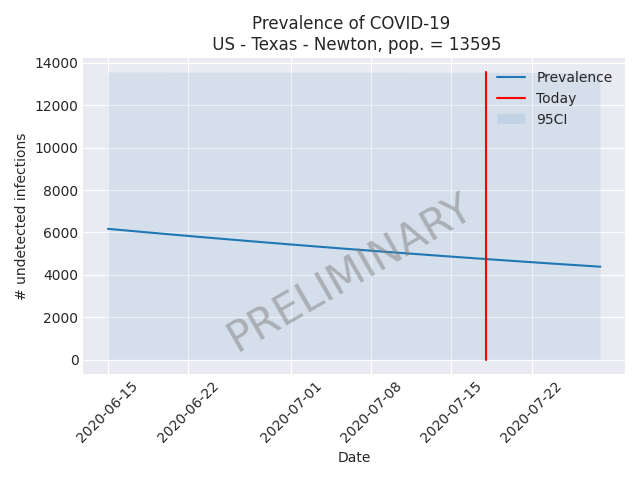 Prevalence of COVID-19
US - Texas - Newton, pop. = 13595
14000
12000
10000
8000
6000
4000
2000
0
# undetected infections
Prevalence
Today
95CI
PRELIMINARY
2020-06-15
2020-06-22
2020-07-01
2020-07-08
2020-07-15
2020-07-22
Date